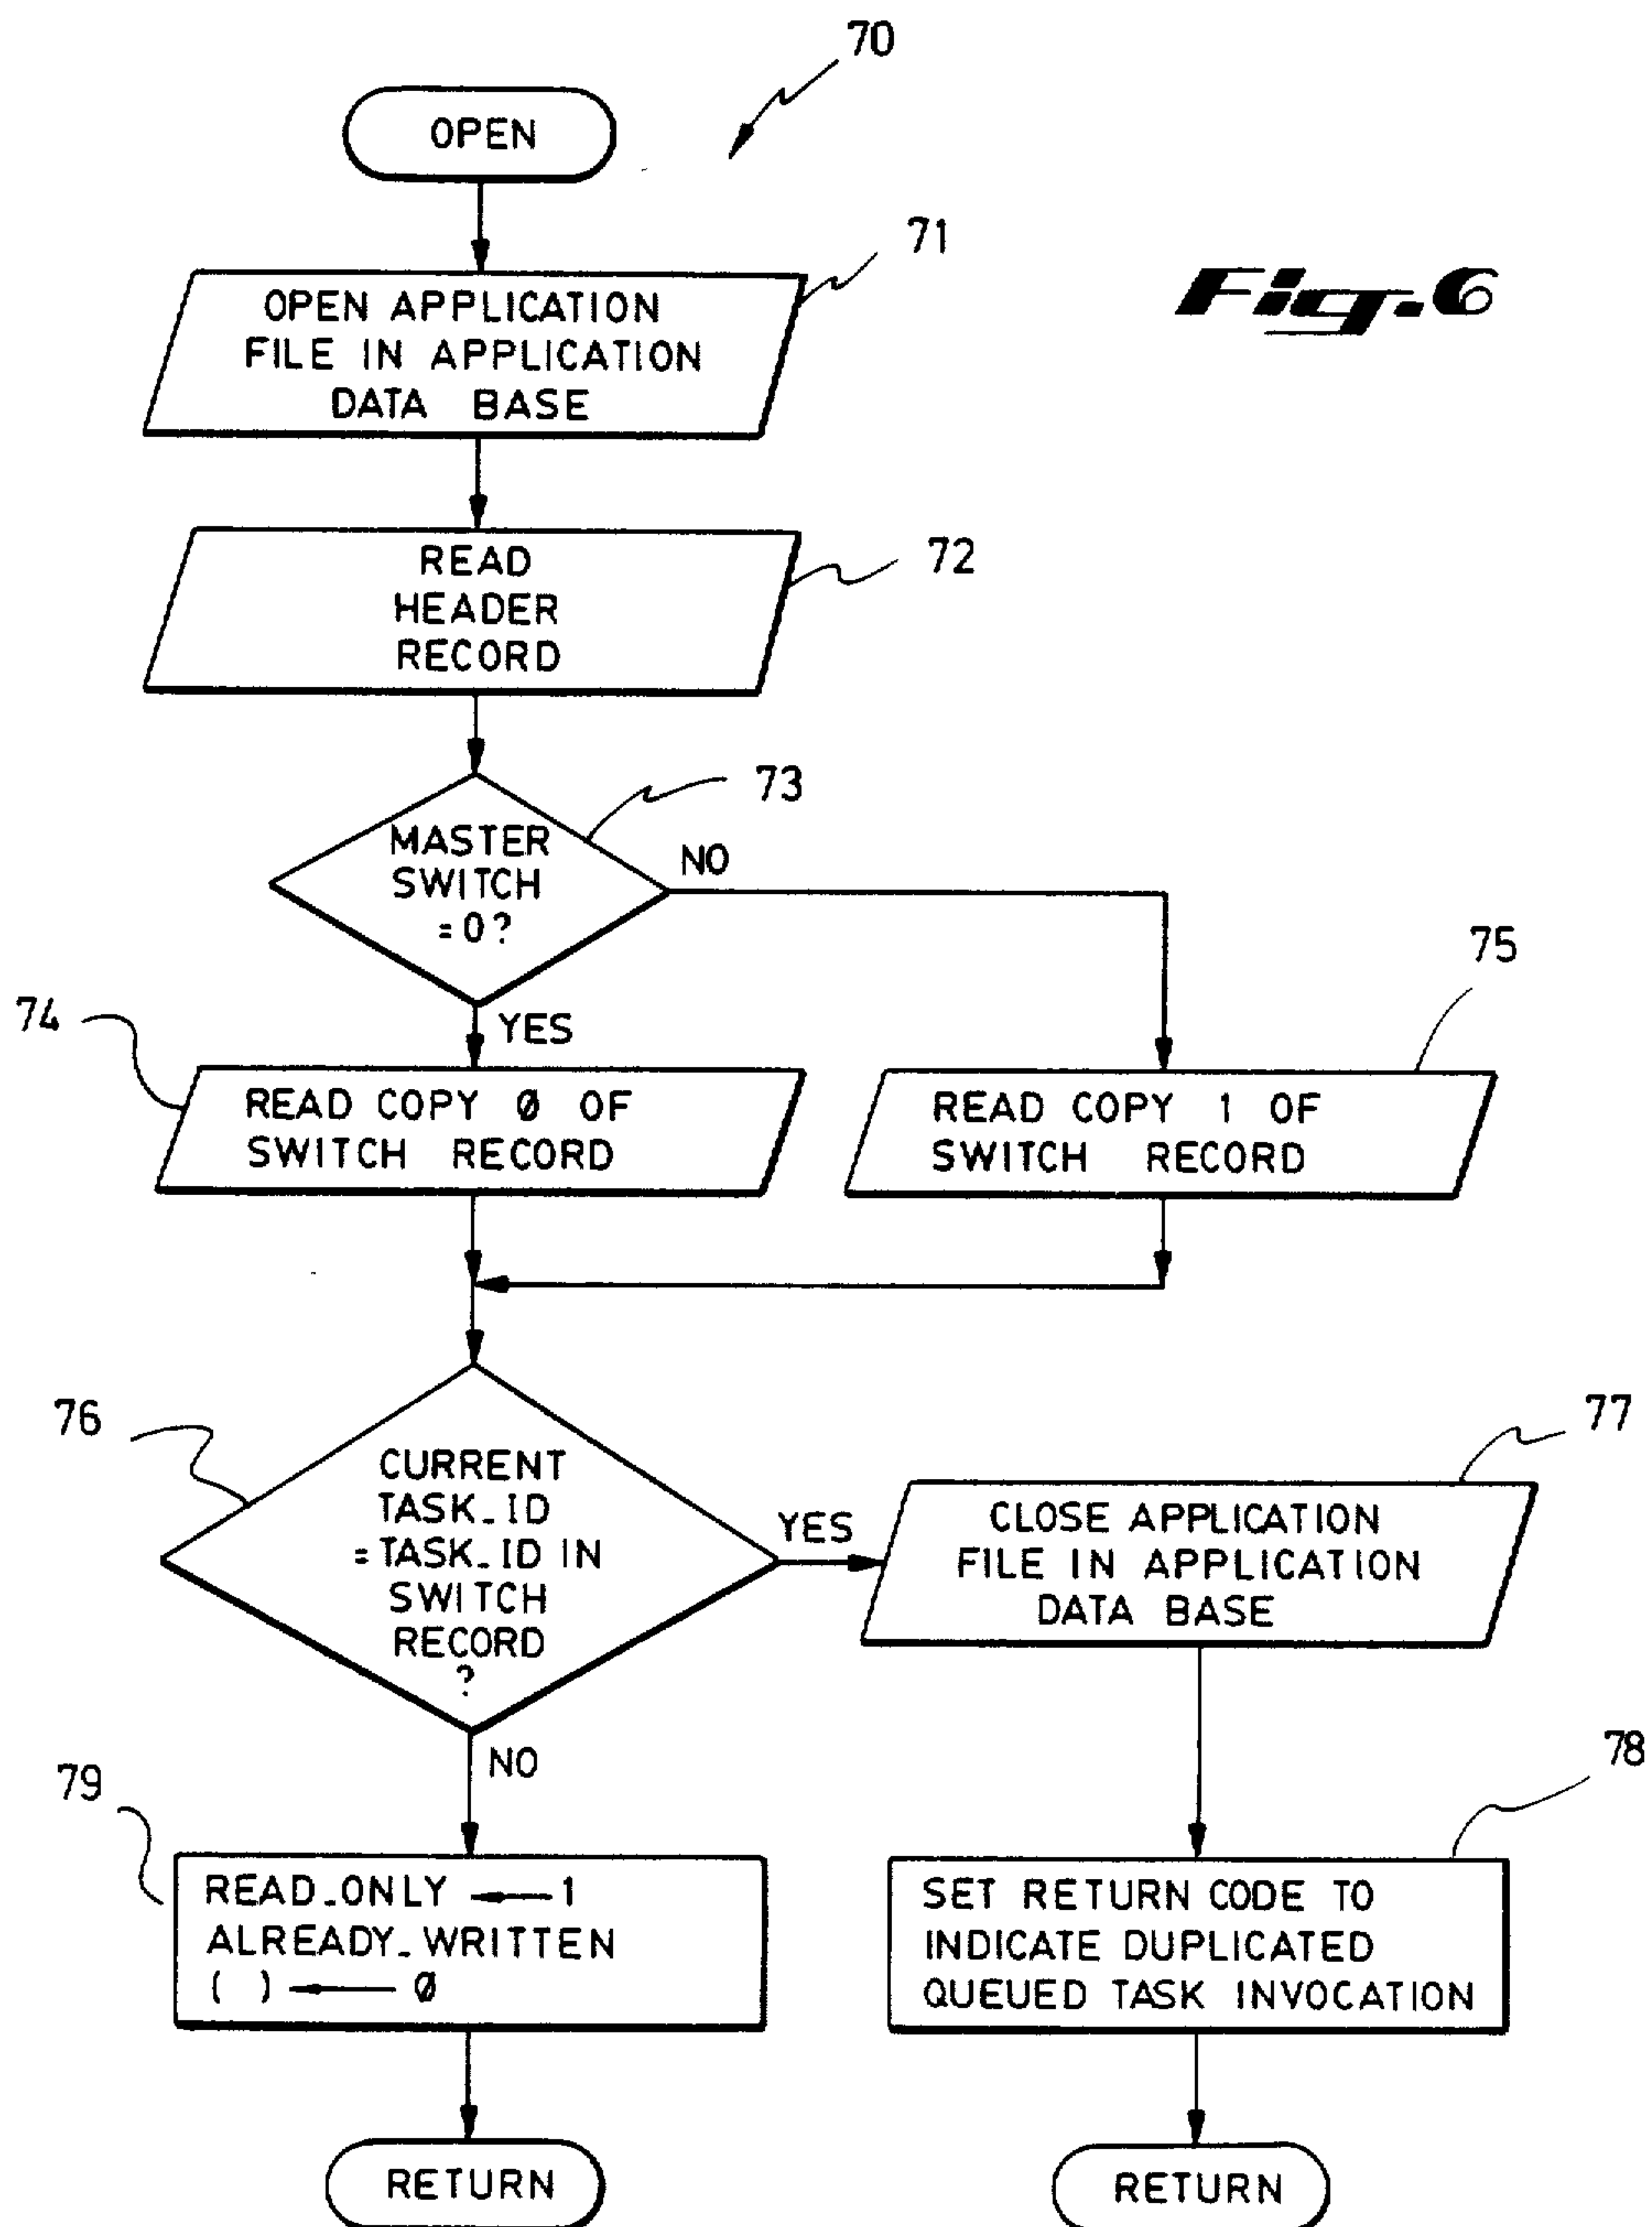 70
OPEN
71
OPEN APPLICATION
FILE IN APPLICATION
DATA BASE
Fig.6
72
READ
HEADER
RECORD
73
MASTER
SWITCH
=0?
NO
YES
74
READ COPY Ø OF
SWITCH RECORD
75
READ COPY 1 OF
SWITCH RECORD
76
CURRENT
TASK_ID
=TASK_ID IN
SWITCH
RECORD
?
YES
77
CLOSE APPLICATION
FILE IN APPLICATION
DATA BASE
NO
79
READ_ONLY ← 1
ALREADY_WRITTEN
( ) ← Ø
78
SET RETURN CODE TO
INDICATE DUPLICATED
QUEUED TASK INVOCATION
RETURN
RETURN